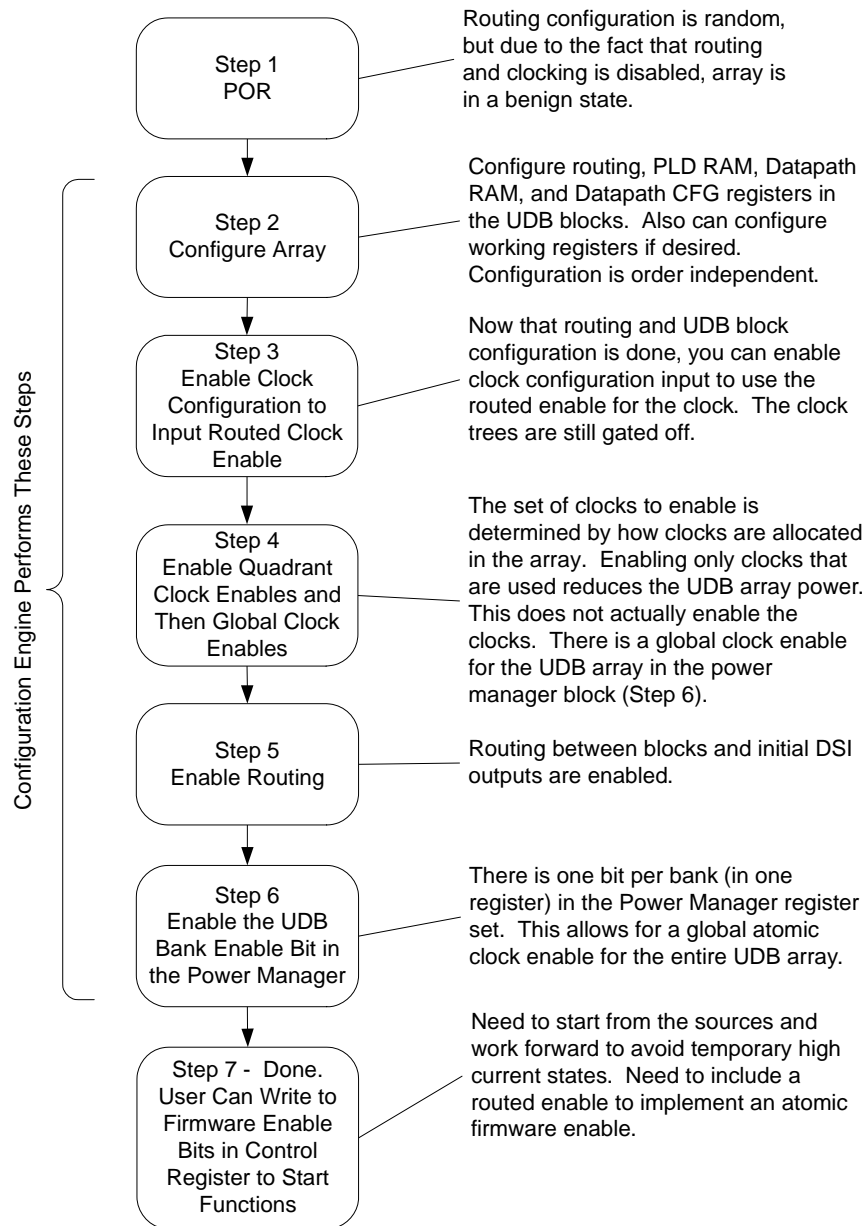 Step 1
POR
Routing configuration is random,
but due to the fact that routing
and clocking is disabled, array is
in a benign state.
Configuration Engine Performs These Steps
Step 2
Configure Array
Configure routing, PLD RAM, Datapath
RAM, and Datapath CFG registers in
the UDB blocks.  Also can configure
working registers if desired.
Configuration is order independent.
Step 3
Enable Clock
Configuration to
Input Routed Clock
Enable
Now that routing and UDB block
configuration is done, you can enable
clock configuration input to use the
routed enable for the clock.  The clock
trees are still gated off.
Step 4
Enable Quadrant
Clock Enables and
Then Global Clock
Enables
The set of clocks to enable is
determined by how clocks are allocated
in the array.  Enabling only clocks that
are used reduces the UDB array power.
This does not actually enable the
clocks.  There is a global clock enable
for the UDB array in the power
manager block (Step 6).
Step 5
Enable Routing
Routing between blocks and initial DSI
outputs are enabled.
Step 6
Enable the UDB
Bank Enable Bit in
the Power Manager
There is one bit per bank (in one
register) in the Power Manager register
set.  This allows for a global atomic
clock enable for the entire UDB array.
Step 7 -  Done.
User Can Write to
Firmware Enable
Bits in Control
Register to Start
Functions
Need to start from the sources and
work forward to avoid temporary high
current states.  Need to include a
routed enable to implement an atomic
firmware enable.